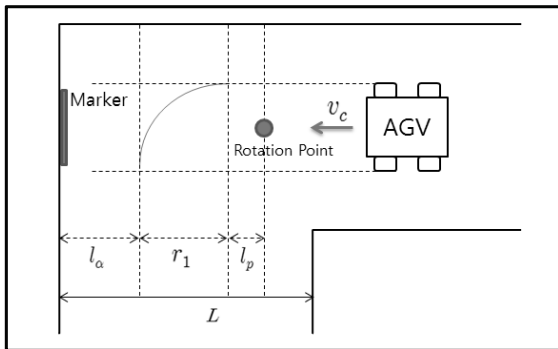 Marker
v_c
AGV
Rotation Point
l_α
r_1
l_p
L